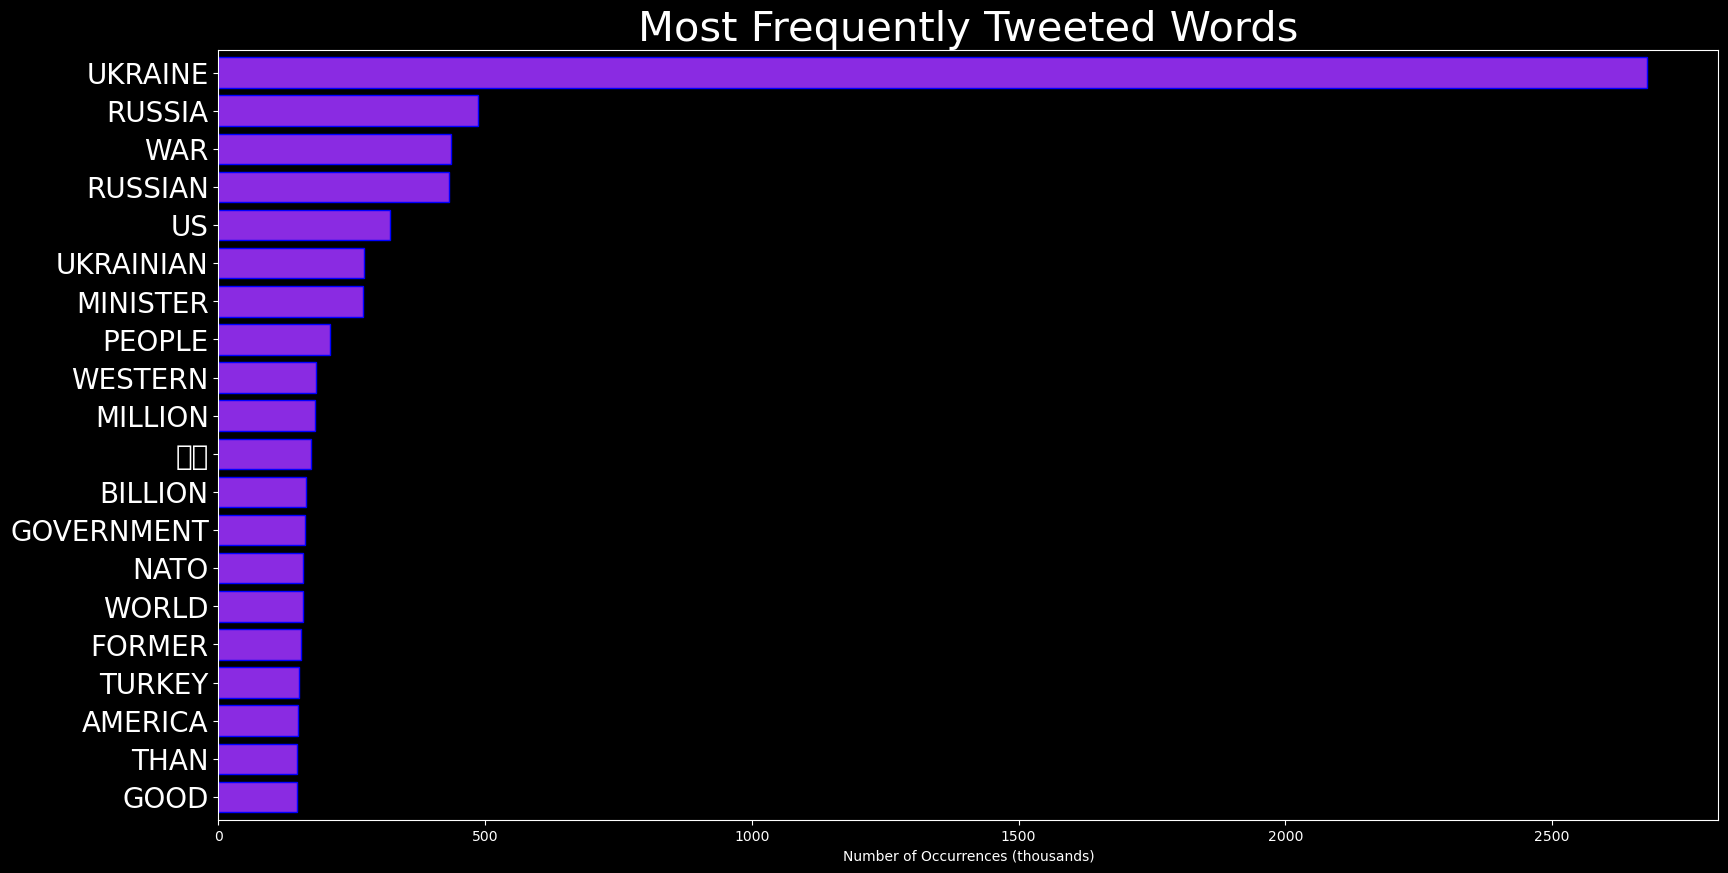 Most Frequently Tweeted Words
UKRAINE
RUSSIA
WAR
RUSSIAN
US
UKRAINIAN
MINISTER
PEOPLE
WESTERN
MILLION
BILLION
GOVERNMENT
NATO
WORLD
FORMER
TURKEY
AMERICA
THAN
GOOD
0 500 1000 1500 2000 2500
Number of Occurrences (thousands)